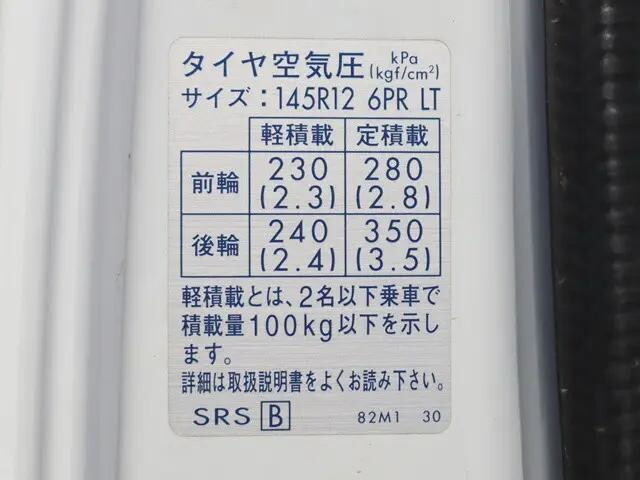 タイヤ空気圧 kPa (kgf/cm²)
サイズ：145R12 6PR LT
軽積載 定積載
前輪 230 (2.3) 280 (2.8)
後輪 240 (2.4) 350 (3.5)
軽積載とは、2名以下乗車で
積載量100kg以下を示し
ます。
詳細は取扱説明書をよくお読み下さい。
SRS B 82M1 30